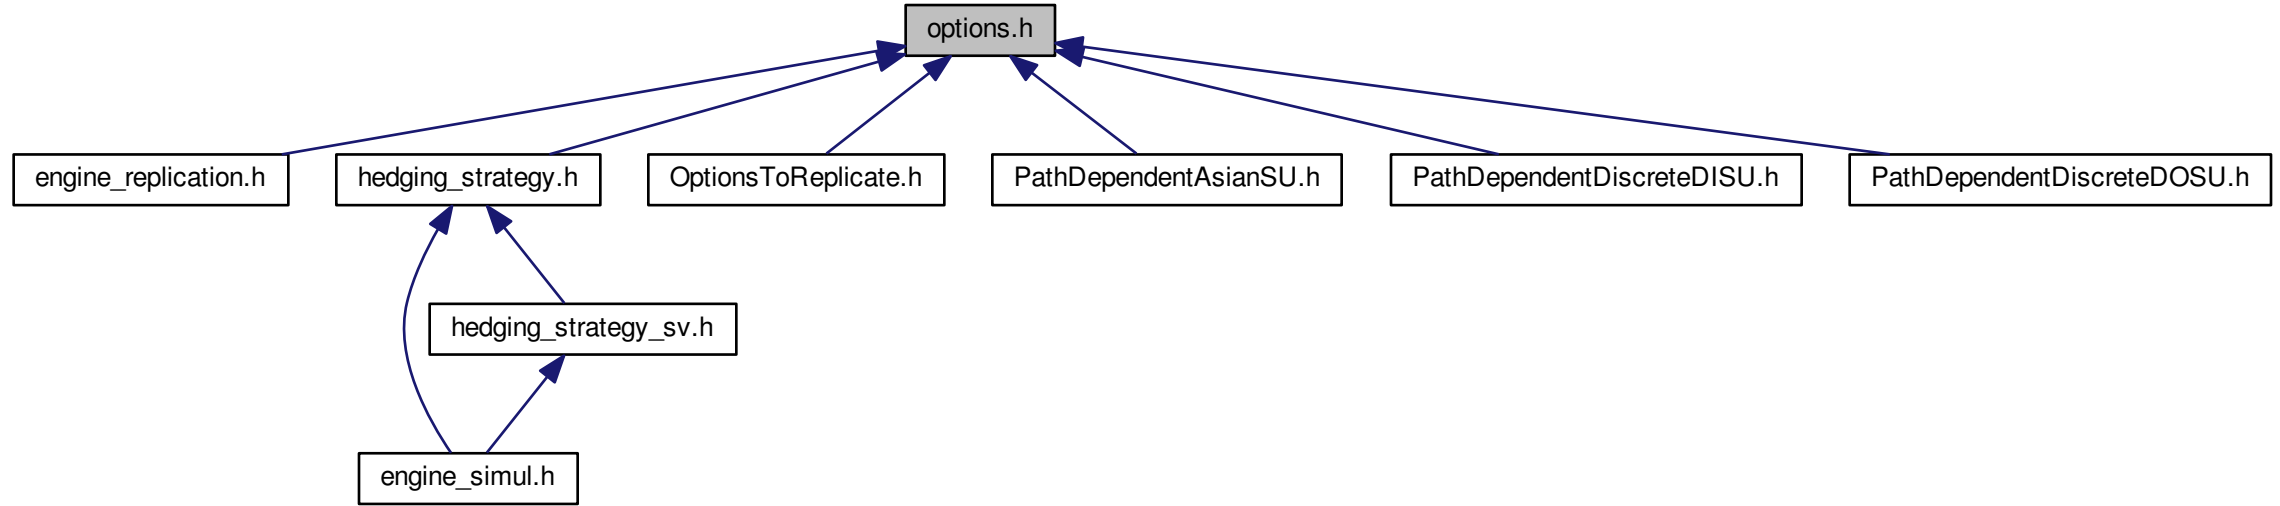 options.h
engine_replication.h
hedging_strategy.h
OptionsToReplicate.h
PathDependentAsianSU.h
PathDependentDiscreteDISU.h
PathDependentDiscreteDOSU.h
hedging_strategy_sv.h
engine_simul.h